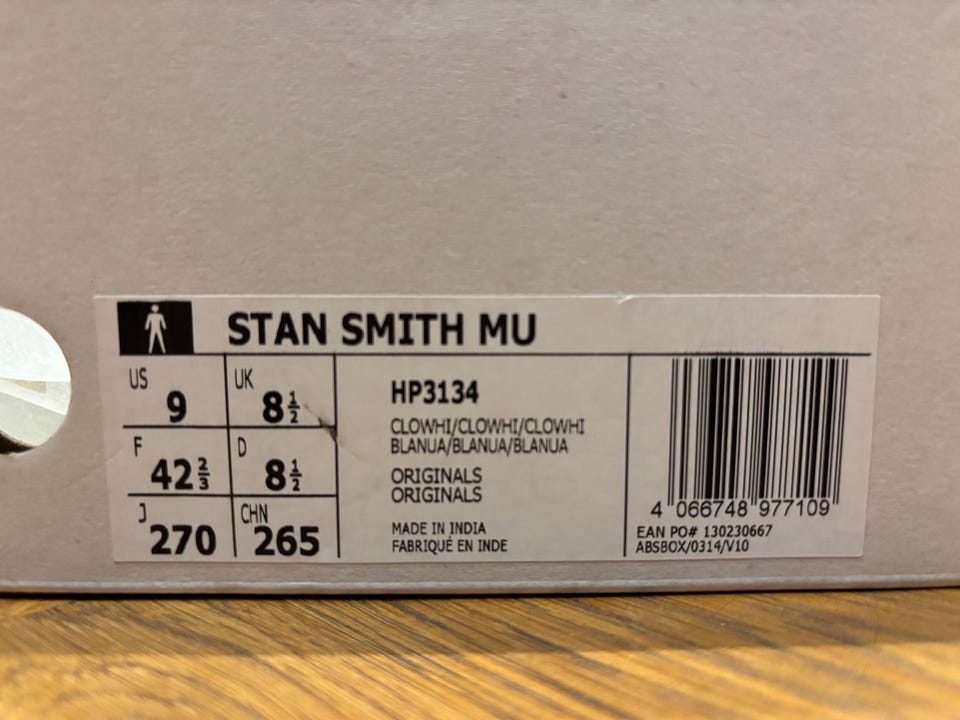 STAN SMITH MU
US 9
UK 8½
F 42⅔
D 8½
J 270
CHN 265
HP3134
CLOWHI/CLOWHI/CLOWHI
BLANUA/BLANUA/BLANUA
ORIGINALS
ORIGINALS
MADE IN INDIA
FABRIQUÉ EN INDE
4 066748 977109
EAN PO# 130230667
ABSBOX/0314/V10